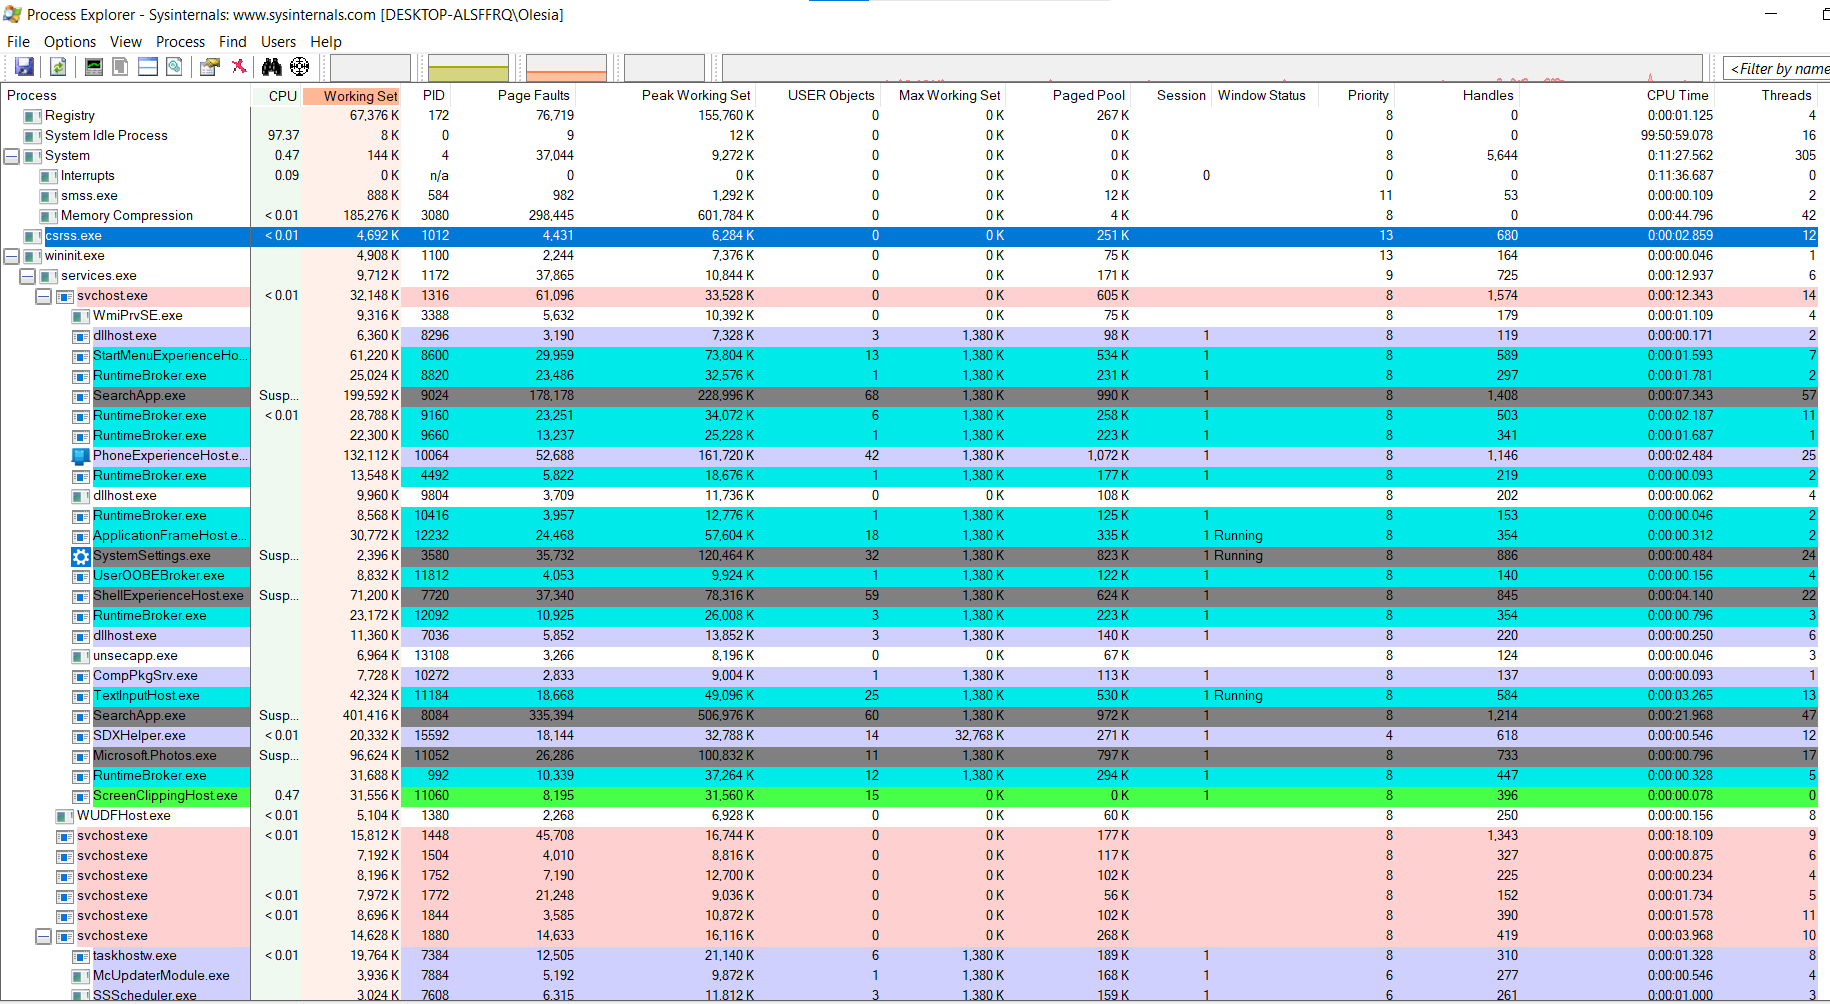 Process Explorer - Sysinternals: www.sysinternals.com [DESKTOP-ALSFFRQ\Olesia]
File Options View Process Find Users Help
<Filter by name
Process CPU Working Set PID Page Faults Peak Working Set USER Objects Max Working Set Paged Pool Session Window Status Priority Handles CPU Time Threads
Registry 67,376 K 172 76,719 155,760 K 0 0 K 267 K 8 0 0:00:01.125 4
System Idle Process 97.37 8 K 0 9 12 K 0 0 K 0 K 0 0 99:50:59.078 16
System 0.47 144 K 4 37,044 9,272 K 0 0 K 0 K 8 5,644 0:11:27.562 305
Interrupts 0.09 0 K n/a 0 0 K 0 0 K 0 K 0 0 0 0:11:36.687 0
smss.exe 888 K 584 982 1,292 K 0 0 K 12 K 11 53 0:00:00.109 2
Memory Compression < 0.01 185,276 K 3080 298,445 601,784 K 0 0 K 4 K 8 0 0:00:44.796 42
csrss.exe < 0.01 4,692 K 1012 4,431 6,284 K 0 0 K 251 K 13 680 0:00:02.859 12
wininit.exe 4,908 K 1100 2,244 7,376 K 0 0 K 75 K 13 164 0:00:00.046 1
services.exe 9,712 K 1172 37,865 10,844 K 0 0 K 171 K 9 725 0:00:12.937 6
svchost.exe < 0.01 32,148 K 1316 61,096 33,528 K 0 0 K 605 K 8 1,574 0:00:12.343 14
WmiPrvSE.exe 9,316 K 3388 5,632 10,392 K 0 0 K 75 K 8 179 0:00:01.109 4
dllhost.exe 6,360 K 8296 3,190 7,328 K 3 1,380 K 98 K 1 8 119 0:00:00.171 2
StartMenuExperienceHo... 61,220 K 8600 29,959 73,804 K 13 1,380 K 534 K 1 8 589 0:00:01.593 7
RuntimeBroker.exe 25,024 K 8820 23,486 32,576 K 1 1,380 K 231 K 1 8 297 0:00:01.781 2
SearchApp.exe Susp... 199,592 K 9024 178,178 228,996 K 68 1,380 K 990 K 1 8 1,408 0:00:07.343 57
RuntimeBroker.exe < 0.01 28,788 K 9160 23,251 34,072 K 6 1,380 K 258 K 1 8 503 0:00:02.187 11
RuntimeBroker.exe 22,300 K 9660 13,237 25,228 K 1 1,380 K 223 K 1 8 341 0:00:01.687 1
PhoneExperienceHost.e... 132,112 K 10064 52,688 161,720 K 42 1,380 K 1,072 K 1 8 1,146 0:00:02.484 25
RuntimeBroker.exe 13,548 K 4492 5,822 18,676 K 1 1,380 K 177 K 1 8 219 0:00:00.093 2
dllhost.exe 9,960 K 9804 3,709 11,736 K 0 0 K 108 K 8 202 0:00:00.062 4
RuntimeBroker.exe 8,568 K 10416 3,957 12,776 K 1 1,380 K 125 K 1 8 153 0:00:00.046 2
ApplicationFrameHost.e... 30,772 K 12232 24,468 57,604 K 18 1,380 K 335 K 1 Running 8 354 0:00:00.312 2
SystemSettings.exe Susp... 2,396 K 3580 35,732 120,464 K 32 1,380 K 823 K 1 Running 8 886 0:00:00.484 24
UserOOBEBroker.exe 8,832 K 11812 4,053 9,924 K 1 1,380 K 122 K 1 8 140 0:00:00.156 4
ShellExperienceHost.exe Susp... 71,200 K 7720 37,340 78,316 K 59 1,380 K 624 K 1 8 845 0:00:04.140 22
RuntimeBroker.exe 23,172 K 12092 10,925 26,008 K 3 1,380 K 223 K 1 8 354 0:00:00.796 3
dllhost.exe 11,360 K 7036 5,852 13,852 K 3 1,380 K 140 K 1 8 220 0:00:00.250 6
unsecapp.exe 6,964 K 13108 3,266 8,196 K 0 0 K 67 K 8 124 0:00:00.046 3
CompPkgSrv.exe 7,728 K 10272 2,833 9,004 K 1 1,380 K 113 K 1 8 137 0:00:00.093 1
TextInputHost.exe 42,324 K 11184 18,668 49,096 K 25 1,380 K 530 K 1 Running 8 584 0:00:03.265 13
SearchApp.exe Susp... 401,416 K 8084 335,394 506,976 K 60 1,380 K 972 K 1 8 1,214 0:00:21.968 47
SDXHelper.exe < 0.01 20,332 K 15592 18,144 32,788 K 14 32,768 K 271 K 1 4 618 0:00:00.546 12
Microsoft.Photos.exe Susp... 96,624 K 11052 26,286 100,832 K 11 1,380 K 797 K 1 8 733 0:00:00.796 17
RuntimeBroker.exe 31,688 K 992 10,339 37,264 K 12 1,380 K 294 K 1 8 447 0:00:00.328 5
ScreenClippingHost.exe 0.47 31,556 K 11060 8,195 31,560 K 15 0 K 0 K 1 8 396 0:00:00.078 0
WUDFHost.exe < 0.01 5,104 K 1380 2,268 6,928 K 0 0 K 60 K 8 250 0:00:00.156 8
svchost.exe < 0.01 15,812 K 1448 45,708 16,744 K 0 0 K 177 K 8 1,343 0:00:18.109 9
svchost.exe 7,192 K 1504 4,010 8,816 K 0 0 K 117 K 8 327 0:00:00.875 6
svchost.exe 8,196 K 1752 7,190 12,700 K 0 0 K 102 K 8 225 0:00:00.234 4
svchost.exe < 0.01 7,972 K 1772 21,248 9,036 K 0 0 K 56 K 8 152 0:00:01.734 5
svchost.exe < 0.01 8,696 K 1844 3,585 10,872 K 0 0 K 102 K 8 390 0:00:01.578 11
svchost.exe 14,628 K 1880 14,633 16,116 K 0 0 K 268 K 8 419 0:00:03.968 10
taskhostw.exe < 0.01 19,764 K 7384 12,505 21,140 K 6 1,380 K 189 K 1 8 310 0:00:01.328 8
McUpdaterModule.exe 3,936 K 7884 5,192 9,872 K 1 1,380 K 168 K 1 6 277 0:00:00.546 4
SSScheduler.exe 3,024 K 7608 6,315 11,812 K 3 1,380 K 159 K 1 6 261 0:00:01.000 3